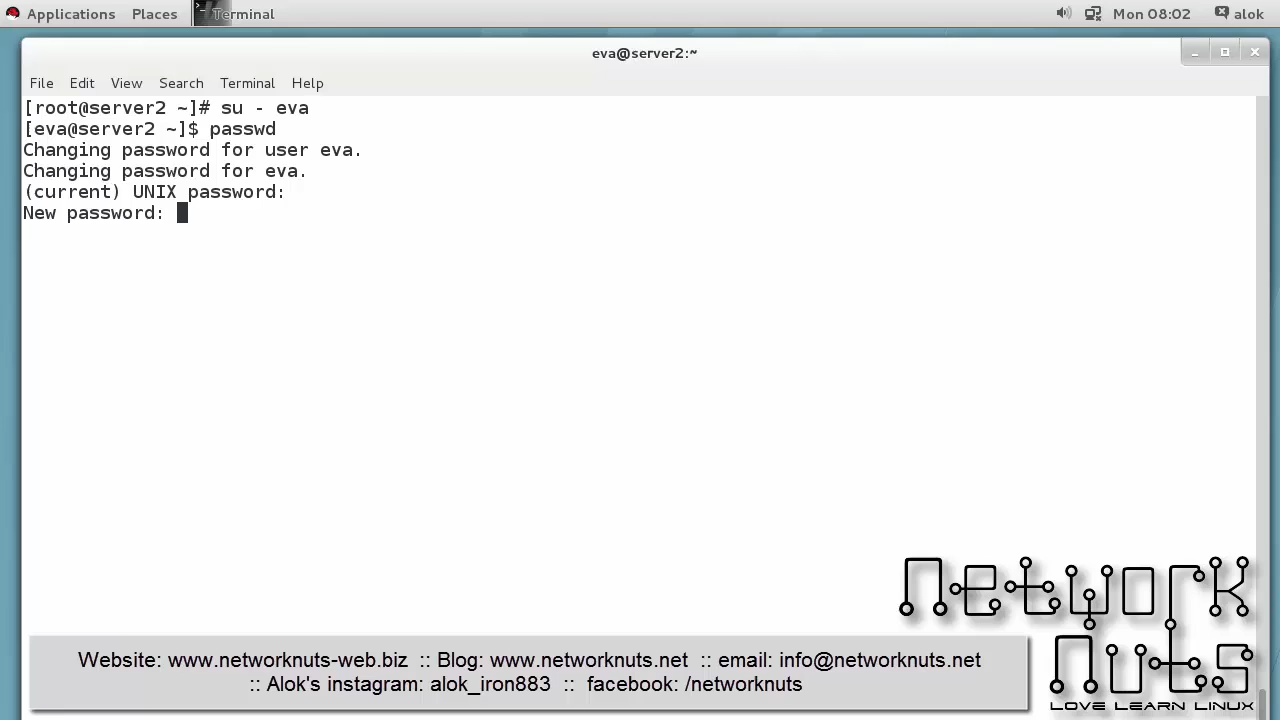 Applications Places Terminal Mon 08:02 alok
eva@server2:~
File Edit View Search Terminal Help
[root@server2 ~]# su - eva
[eva@server2 ~]$ passwd
Changing password for user eva.
Changing password for eva.
(current) UNIX password:
New password:
network
nuts
LOVE LEARN LINUX
Website: www.networknuts-web.biz :: Blog: www.networknuts.net :: email: info@networknuts.net
:: Alok's instagram: alok_iron883 :: facebook: /networknuts